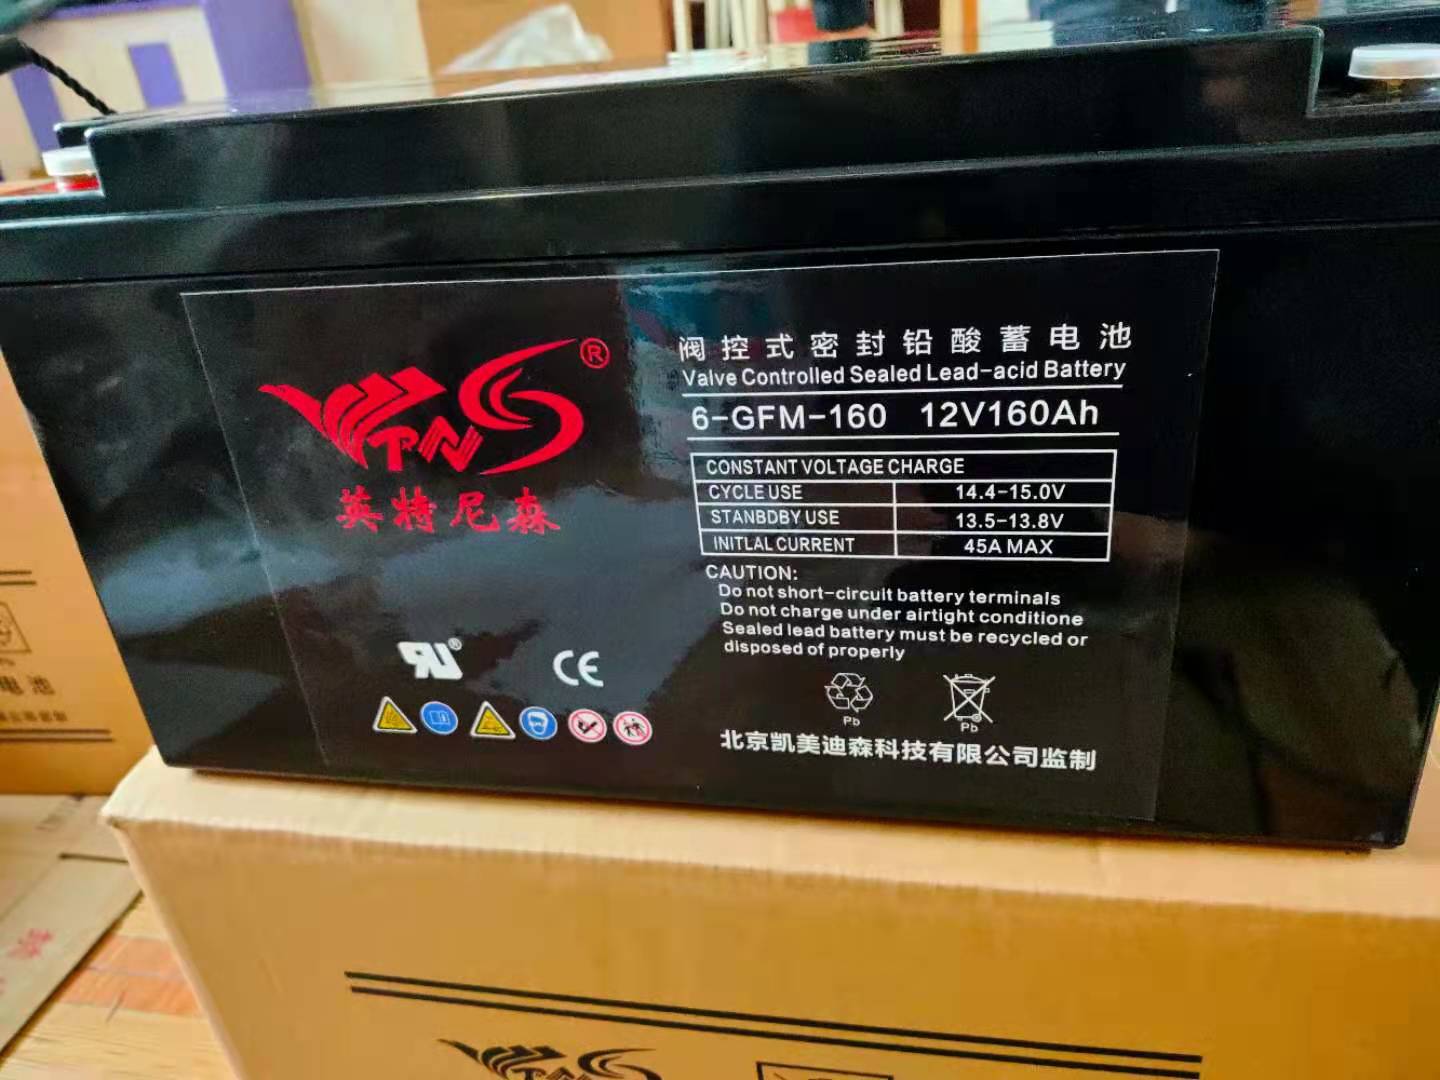 英特尼森
阀控式密封铅酸蓄电池
Valve Controlled Sealed Lead-acid Battery
6-GFM-160 12V160Ah
CONSTANT VOLTAGE CHARGE
CYCLE USE 14.4-15.0V
STANBDBY USE 13.5-13.8V
INITLAL CURRENT 45A MAX
CAUTION:
Do not short-circuit battery terminals
Do not charge under airtight conditione
Sealed lead battery must be recycled or
disposed of properly
CE
Pb
Pb
北京凯美迪森科技有限公司监制
电池